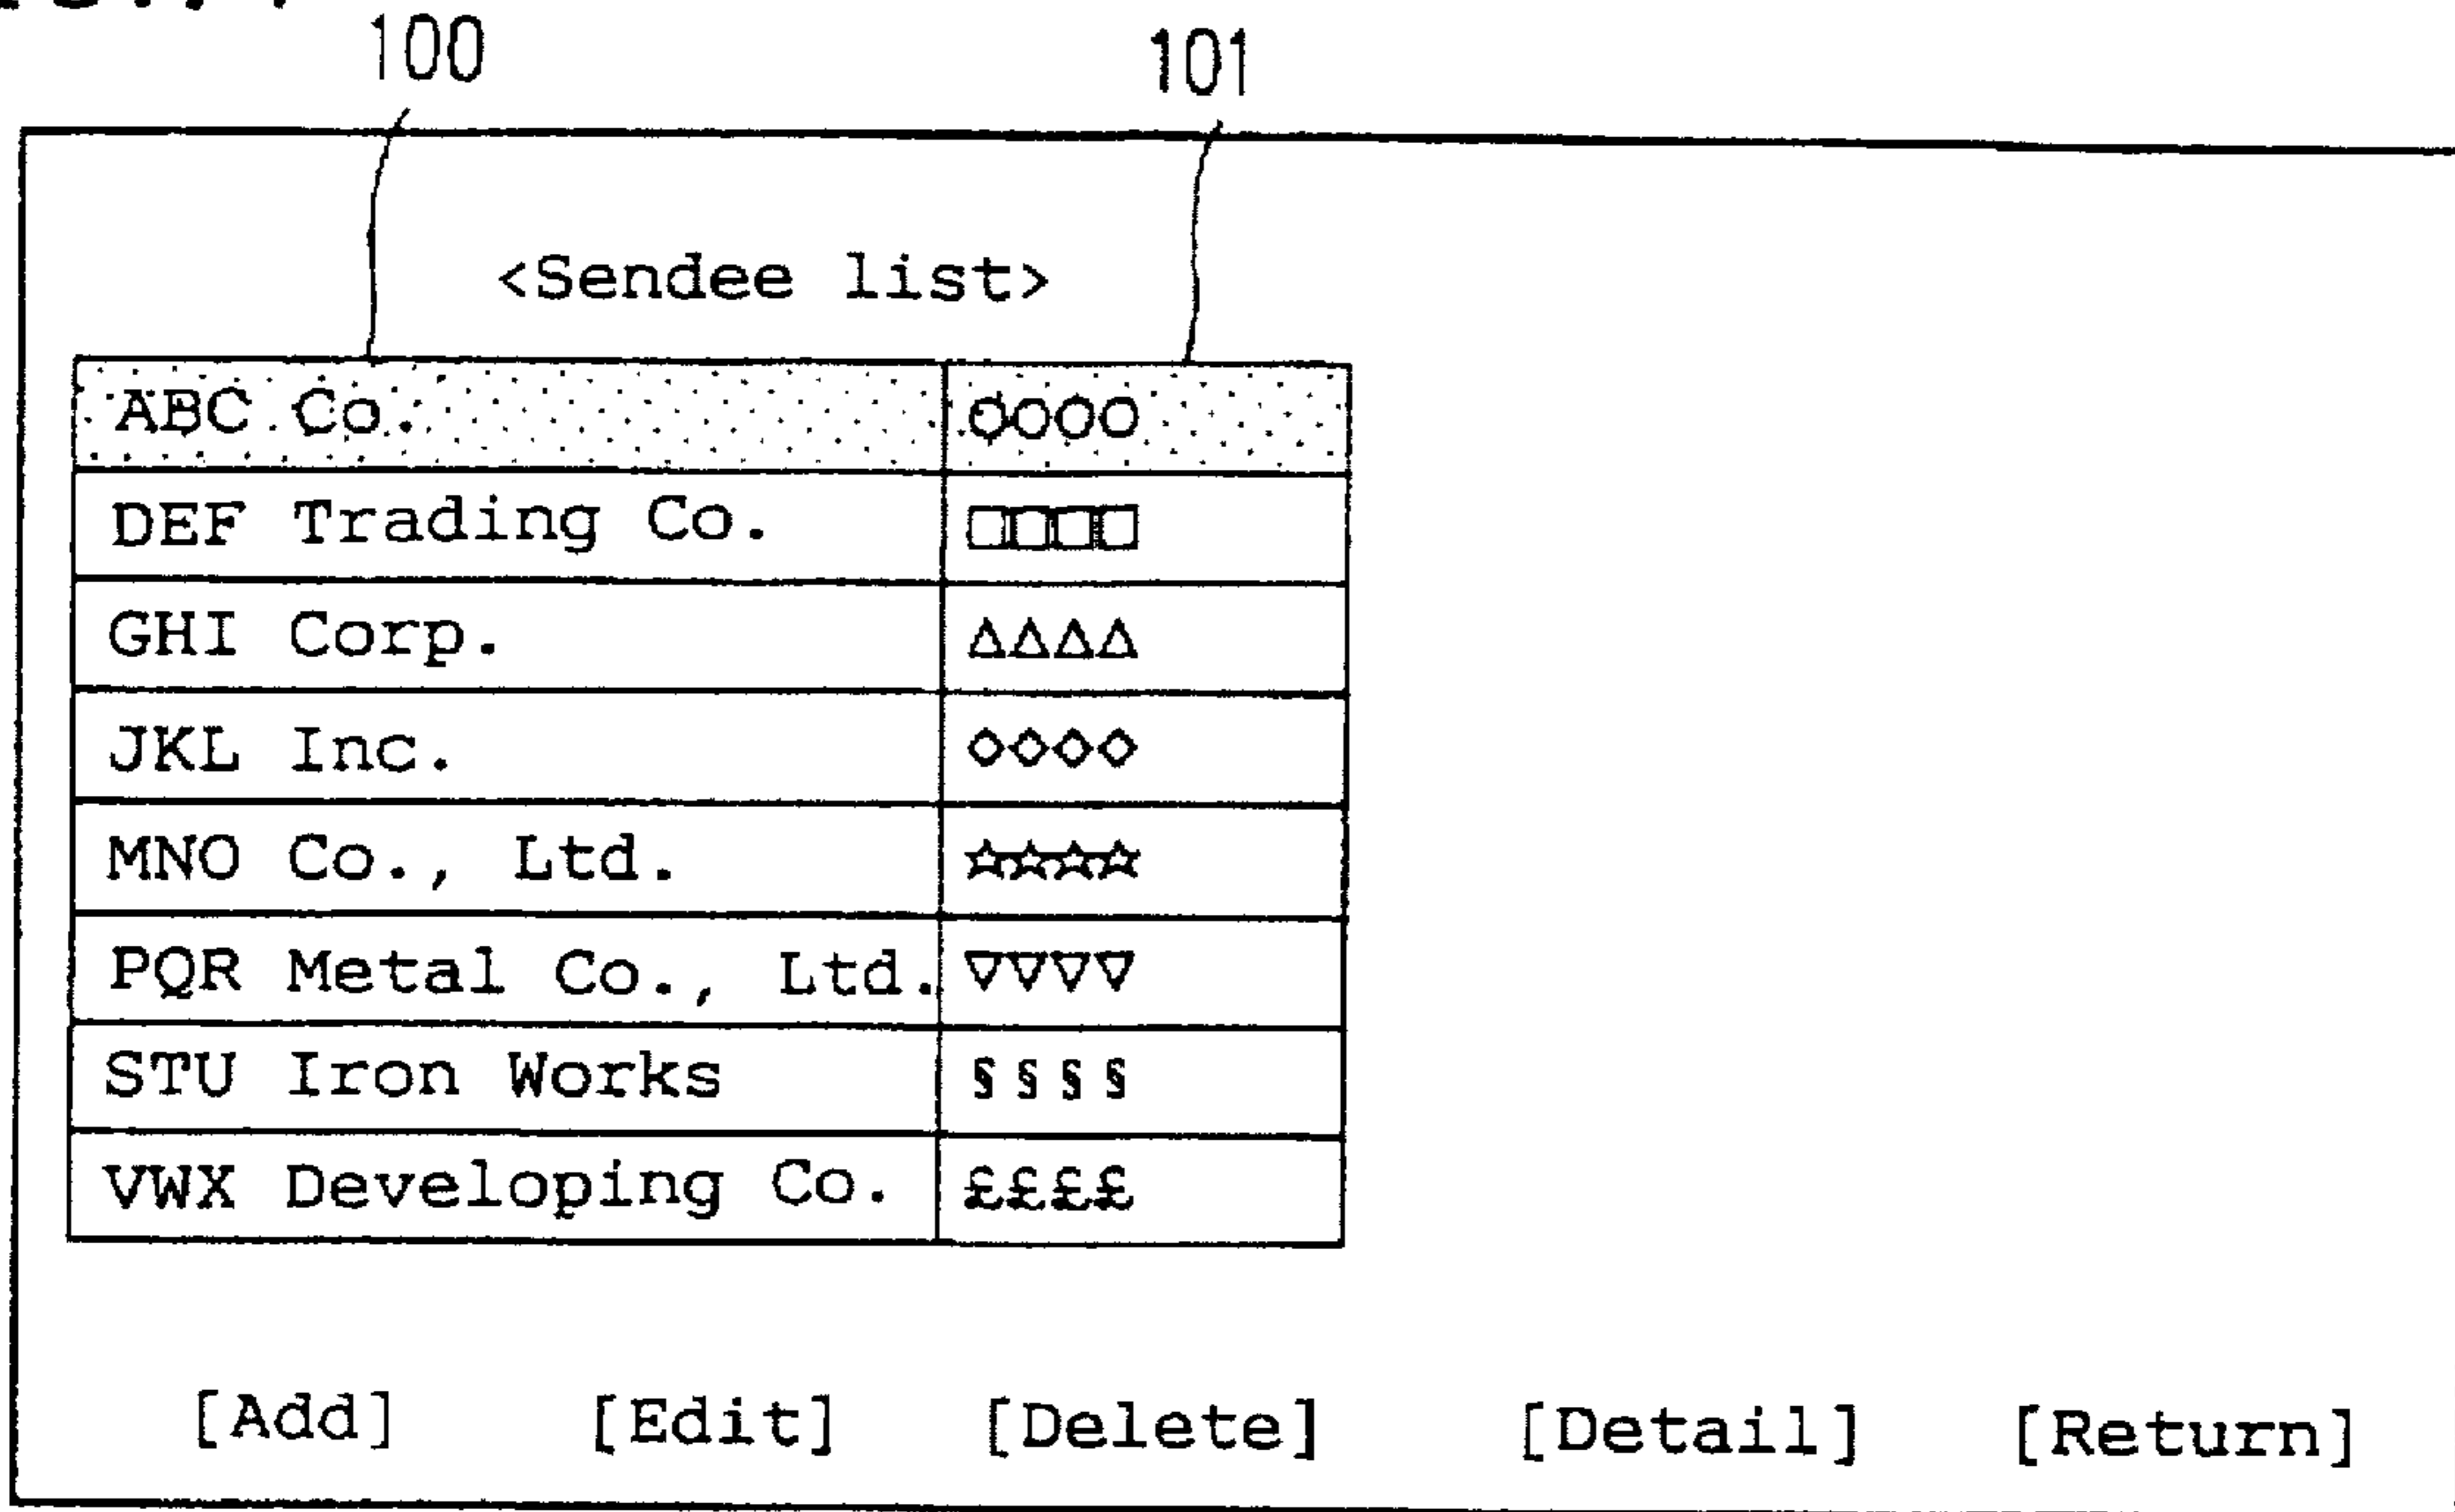 100 101
<Sendee list>
ABC Co. ○○○○
DEF Trading Co. □□□□
GHI Corp. △△△△
JKL Inc. ◇◇◇◇
MNO Co., Ltd. ☆☆☆☆
PQR Metal Co., Ltd. ▽▽▽▽
STU Iron Works §§§§
VWX Developing Co. ££££
[Add] [Edit] [Delete] [Detail] [Return]